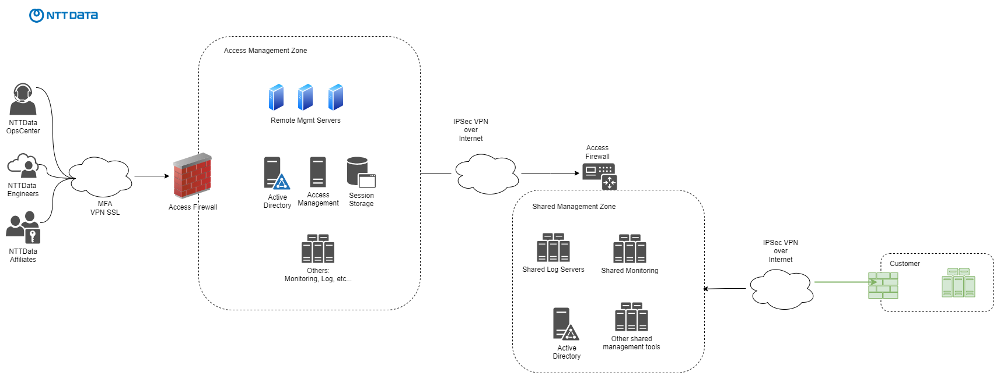 NTT DATA
Access Management Zone
Remote Mgmt Servers
NTTData
OpsCenter
NTTData
Engineers
NTTData
Affiliates
MFA
VPN SSL
Access Firewall
Active
Directory
Access
Management
Session
Storage
Others:
Monitoring, Log, etc...
IPSec VPN
over
Internet
Access
Firewall
Shared Management Zone
Shared Log Servers
Shared Monitoring
Active
Directory
Other shared
management tools
IPSec VPN
over
Internet
Customer